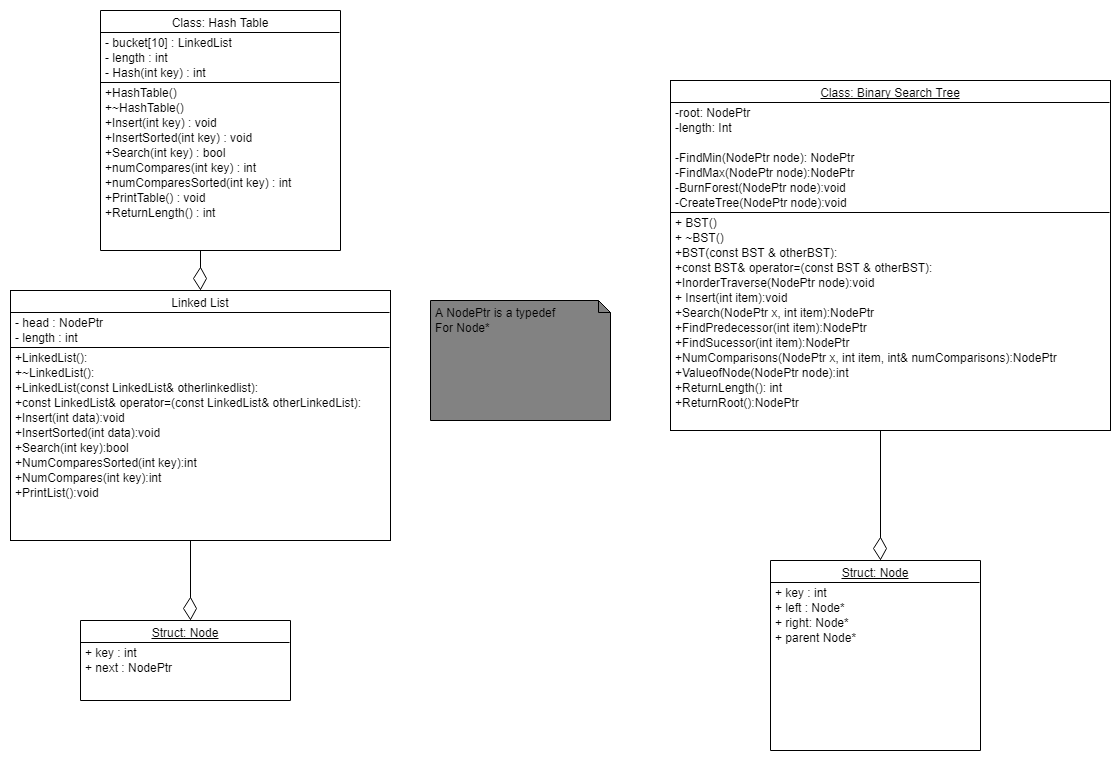 Class: Hash Table
- bucket[10] : LinkedList
- length : int
- Hash(int key) : int
+HashTable()
+~HashTable()
+Insert(int key) : void
+InsertSorted(int key) : void
+Search(int key) : bool
+numCompares(int key) : int
+numComparesSorted(int key) : int
+PrintTable() : void
+ReturnLength() : int
Linked List
- head : NodePtr
- length : int
+LinkedList():
+~LinkedList():
+LinkedList(const LinkedList& otherlinkedlist):
+const LinkedList& operator=(const LinkedList& otherLinkedList):
+Insert(int data):void
+InsertSorted(int data):void
+Search(int key):bool
+NumComparesSorted(int key):int
+NumCompares(int key):int
+PrintList():void
Struct: Node
+ key : int
+ next : NodePtr
A NodePtr is a typedef
For Node*
Class: Binary Search Tree
-root: NodePtr
-length: Int
-FindMin(NodePtr node): NodePtr
-FindMax(NodePtr node):NodePtr
-BurnForest(NodePtr node):void
-CreateTree(NodePtr node):void
+ BST()
+ ~BST()
+BST(const BST & otherBST):
+const BST& operator=(const BST & otherBST):
+InorderTraverse(NodePtr node):void
+ Insert(int item):void
+Search(NodePtr x, int item):NodePtr
+FindPredecessor(int item):NodePtr
+FindSucessor(int item):NodePtr
+NumComparisons(NodePtr x, int item, int& numComparisons):NodePtr
+ValueofNode(NodePtr node):int
+ReturnLength(): int
+ReturnRoot():NodePtr
Struct: Node
+ key : int
+ left : Node*
+ right: Node*
+ parent Node*